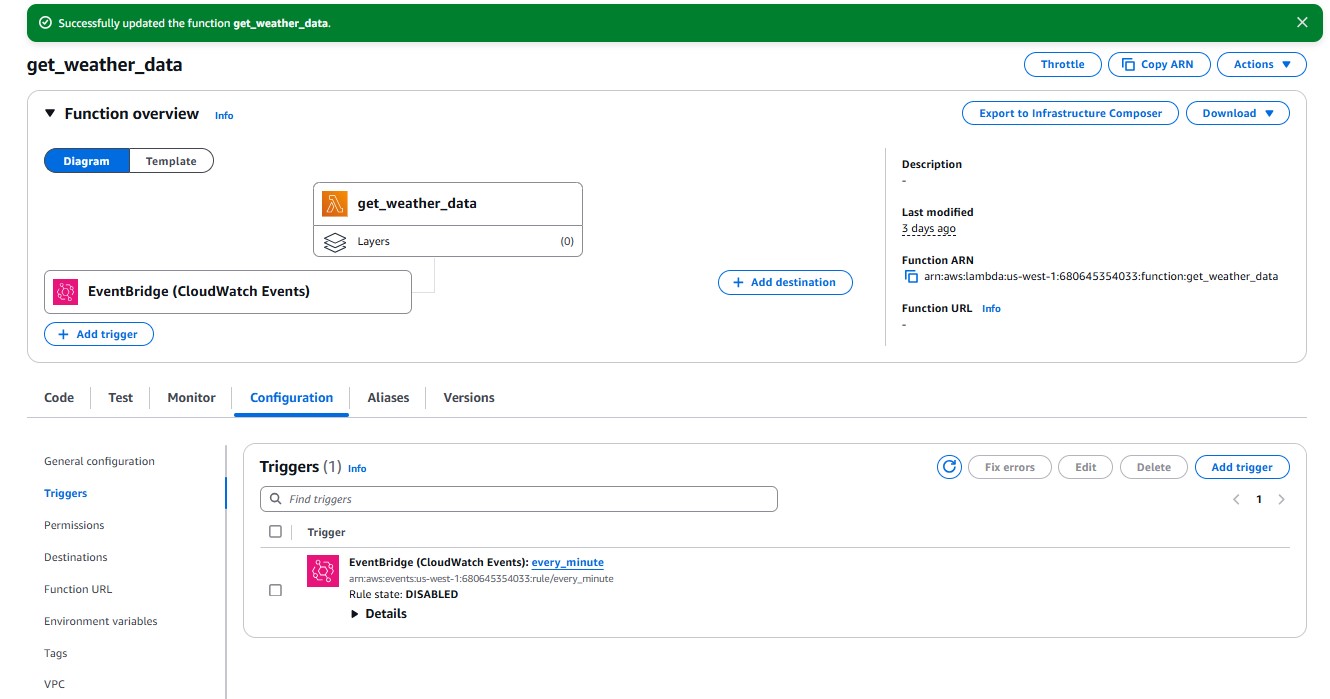 Successfully updated the function get_weather_data.
get_weather_data
Throttle
Copy ARN
Actions
Function overview
Info
Export to Infrastructure Composer
Download
Diagram
Template
get_weather_data
Layers
(0)
EventBridge (CloudWatch Events)
Add trigger
Add destination
Description
-
Last modified
3 days ago
Function ARN
arn:aws:lambda:us-west-1:680645354033:function:get_weather_data
Function URL Info
-
Code
Test
Monitor
Configuration
Aliases
Versions
General configuration
Triggers
Permissions
Destinations
Function URL
Environment variables
Tags
VPC
Triggers (1) Info
Fix errors
Edit
Delete
Add trigger
Find triggers
1
Trigger
EventBridge (CloudWatch Events): every_minute
arn:aws:events:us-west-1:680645354033:rule/every_minute
Rule state: DISABLED
Details